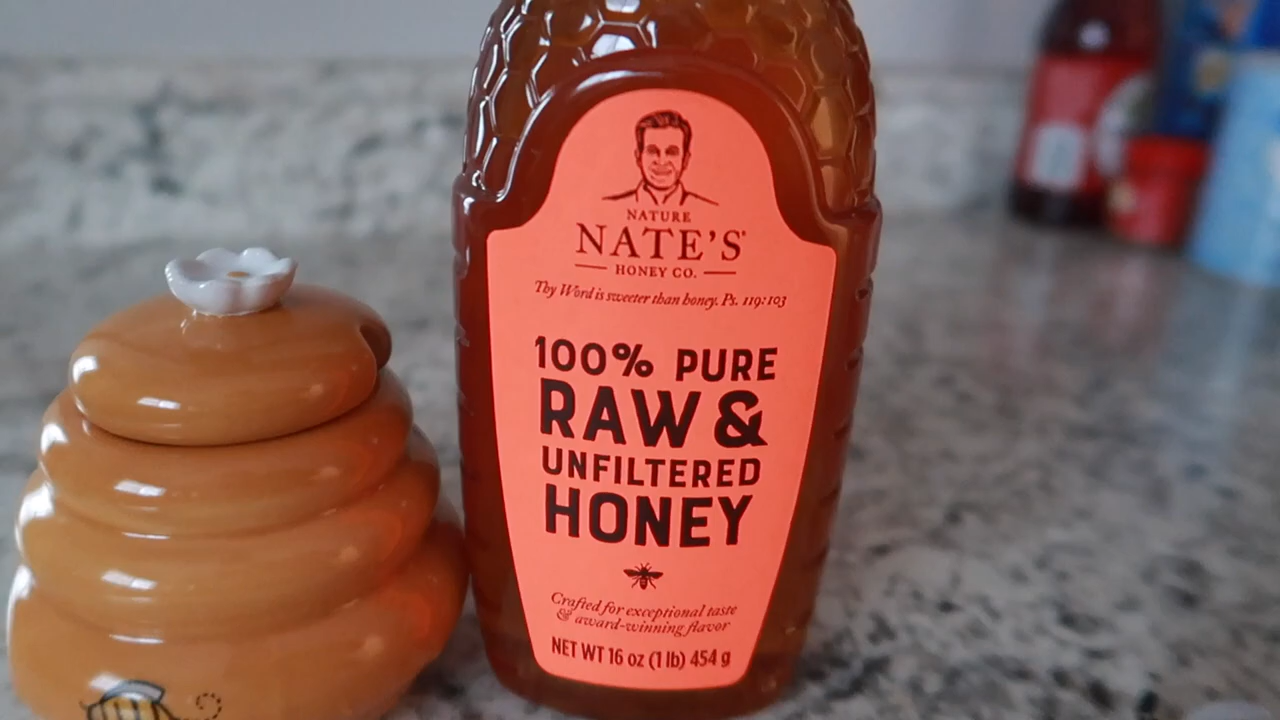 NATURE
NATE'S
HONEY CO.
Thy Word is sweeter than honey. Ps. 119:103
100% PURE
RAW &
UNFILTERED
HONEY
Crafted for exceptional taste
& award-winning flavor
NET WT 16 oz (1 lb) 454 g